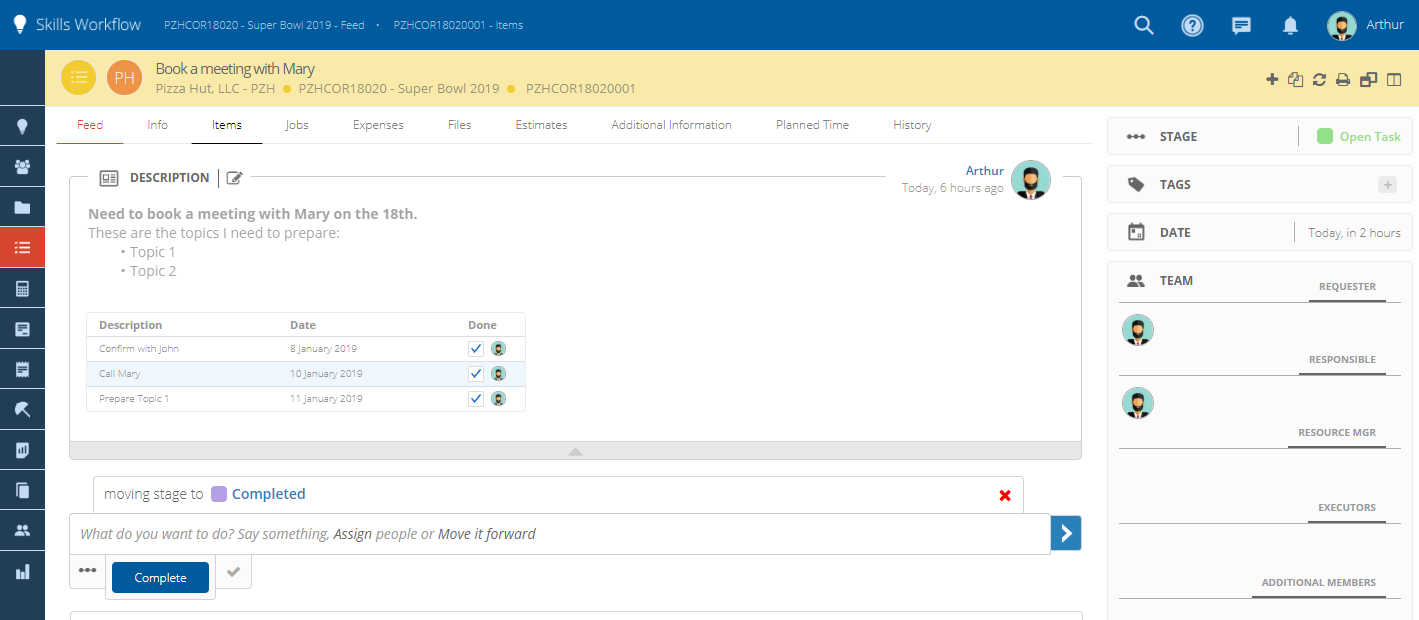 Skills Workflow PZHCOR18020 - Super Bowl 2019 - Feed • PZHCOR18020001 - Items Arthur
PH
Book a meeting with Mary
Pizza Hut, LLC - PZH PZHCOR18020 - Super Bowl 2019 PZHCOR18020001
Feed Info Items Jobs Expenses Files Estimates Additional Information Planned Time History
DESCRIPTION
Arthur
Today, 6 hours ago
Need to book a meeting with Mary on the 18th.
These are the topics I need to prepare:
• Topic 1
• Topic 2
Description Date Done
Confirm with John 8 January 2019
Call Mary 10 January 2019
Prepare Topic 1 11 January 2019
moving stage to Completed
What do you want to do? Say something, Assign people or Move it forward
Complete
STAGE Open Task
TAGS
DATE Today, in 2 hours
TEAM
REQUESTER
RESPONSIBLE
RESOURCE MGR
EXECUTORS
ADDITIONAL MEMBERS